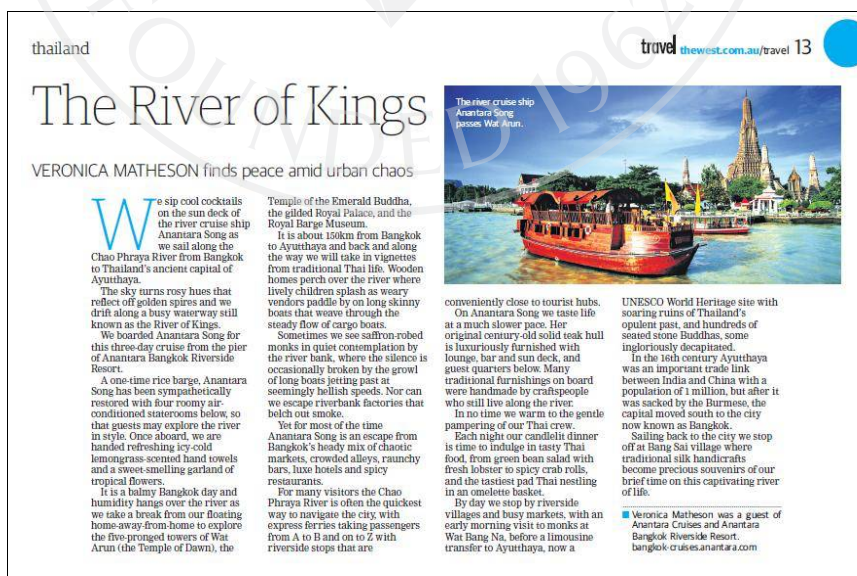 thailand
travel thewest.com.au/travel 13
The River of Kings
VERONICA MATHESON finds peace amid urban chaos
The river cruise ship
Anantara Song
passes Wat Arun.
We sip cool cocktails
on the sun deck of
the river cruise ship
Anantara Song as
we sail along the
Chao Phraya River from Bangkok
to Thailand's ancient capital of
Ayutthaya.
The sky turns rosy hues that
reflect off golden spires and we
drift along a busy waterway still
known as the River of Kings.
We boarded Anantara Song for
this three-day cruise from the pier
of Anantara Bangkok Riverside
Resort.
A one-time rice barge, Anantara
Song has been sympathetically
restored with four roomy air-
conditioned staterooms below, so
that guests may explore the river
in style. Once aboard, we are
handed refreshing icy-cold
lemongrass-scented hand towels
and a sweet-smelling garland of
tropical flowers.
It is a balmy Bangkok day and
humidity hangs over the river as
we take a break from our floating
home-away-from-home to explore
the five-pronged towers of Wat
Arun (the Temple of Dawn), the
Temple of the Emerald Buddha,
the gilded Royal Palace, and the
Royal Barge Museum.
It is about 150km from Bangkok
to Ayutthaya and back and along
the way we will take in vignettes
from traditional Thai life. Wooden
homes perch over the river where
lively children splash as weary
vendors paddle by on long skinny
boats that weave through the
steady flow of cargo boats.
Sometimes we see saffron-robed
monks in quiet contemplation by
the river bank, where the silence is
occasionally broken by the growl
of long boats jetting past at
seemingly hellish speeds. Nor can
we escape riverbank factories that
belch out smoke.
Yet for most of the time
Anantara Song is an escape from
Bangkok's heady mix of chaotic
markets, crowded alleys, raunchy
bars, luxe hotels and spicy
restaurants.
For many visitors the Chao
Phraya River is often the quickest
way to navigate the city, with
express ferries taking passengers
from A to B and on to Z with
riverside stops that are
conveniently close to tourist hubs.
On Anantara Song we taste life
at a much slower pace. Her
original century-old solid teak hull
is luxuriously furnished with
lounge, bar and sun deck, and
guest quarters below. Many
traditional furnishings on board
were handmade by craftspeople
who still live along the river.
In no time we warm to the gentle
pampering of our Thai crew.
Each night our candlelit dinner
is time to indulge in tasty Thai
food, from green bean salad with
fresh lobster to spicy crab rolls,
and the tastiest pad Thai nestling
in an omelette basket.
By day we stop by riverside
villages and busy markets, with an
early morning visit to monks at
Wat Bang Na, before a limousine
transfer to Ayutthaya, now a
UNESCO World Heritage site with
soaring ruins of Thailand's
opulent past, and hundreds of
seated stone Buddhas, some
ingloriously decapitated.
In the 16th century Ayutthaya
was an important trade link
between India and China with a
population of 1 million, but after it
was sacked by the Burmese, the
capital moved south to the city
now known as Bangkok.
Sailing back to the city we stop
off at Bang Sai village where
traditional silk handicrafts
become precious souvenirs of our
brief time on this captivating river
of life.
Veronica Matheson was a guest of
Anantara Cruises and Anantara
Bangkok Riverside Resort.
bangkok-cruises.anantara.com
FOUNDED 1962